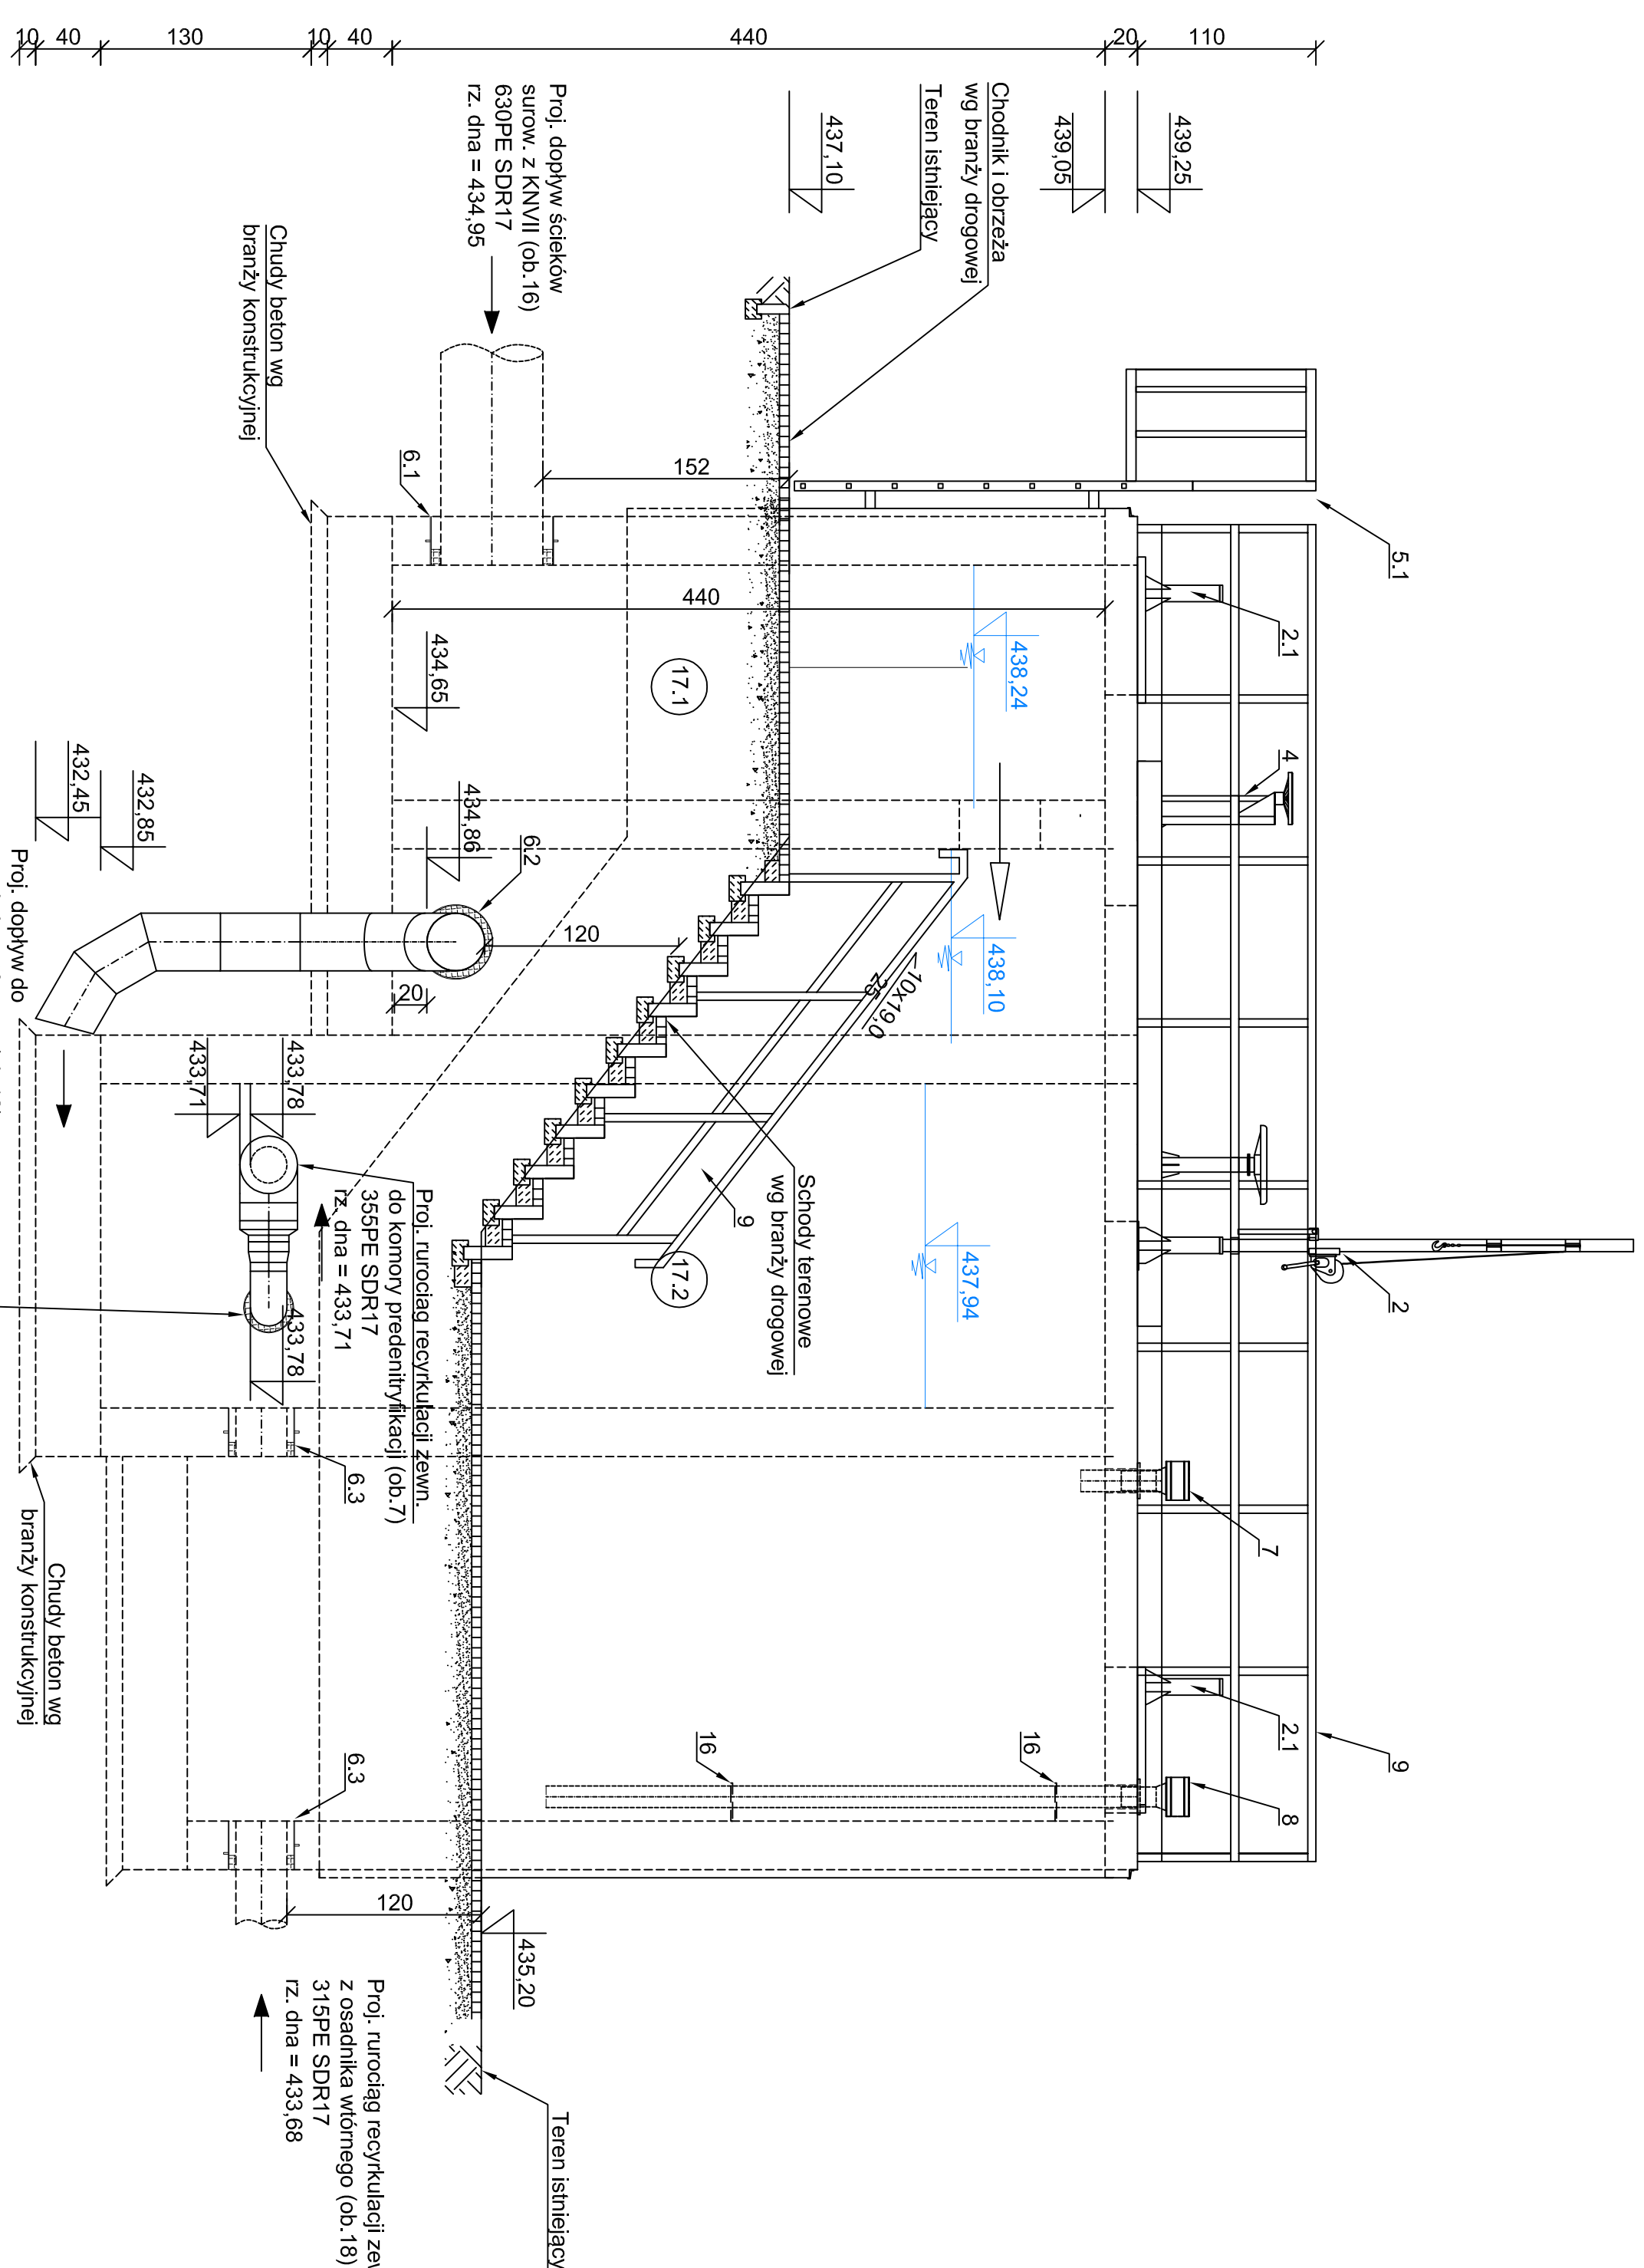 10
40
130
10
40
440
20
110
439,25
439,05
437,10
Chodnik i obrzeża
wg branży drogowej
Teren istniejący
Proj. dopływ ścieków
surow. z KNVII (ob.16)
630PE SDR17
rz. dna = 434,95
Chudy beton wg
branży konstrukcyjnej
6.1
152
5.1
2.1
440
438,24
17.1
434,65
4
434,86
6.2
432,45
432,85
Proj. dopływ do
120
20
438,10
<10x19,0
25
9
Schody terenowe
wg branży drogowej
437,94
17.2
2
433,71
433,78
433,78
Proj. rurociąg recyrkulacji zewn.
do komory predenitryfikacji (ob.7)
355PE SDR17
rz. dna = 433,71
6.3
Chudy beton wg
branży konstrukcyjnej
7
16
16
2.1
9
8
6.3
120
435,20
Proj. rurociąg recyrkulacji
z osadnika wtórnego (ob.18)
315PE SDR17
rz. dna = 433,68
Teren istniejący